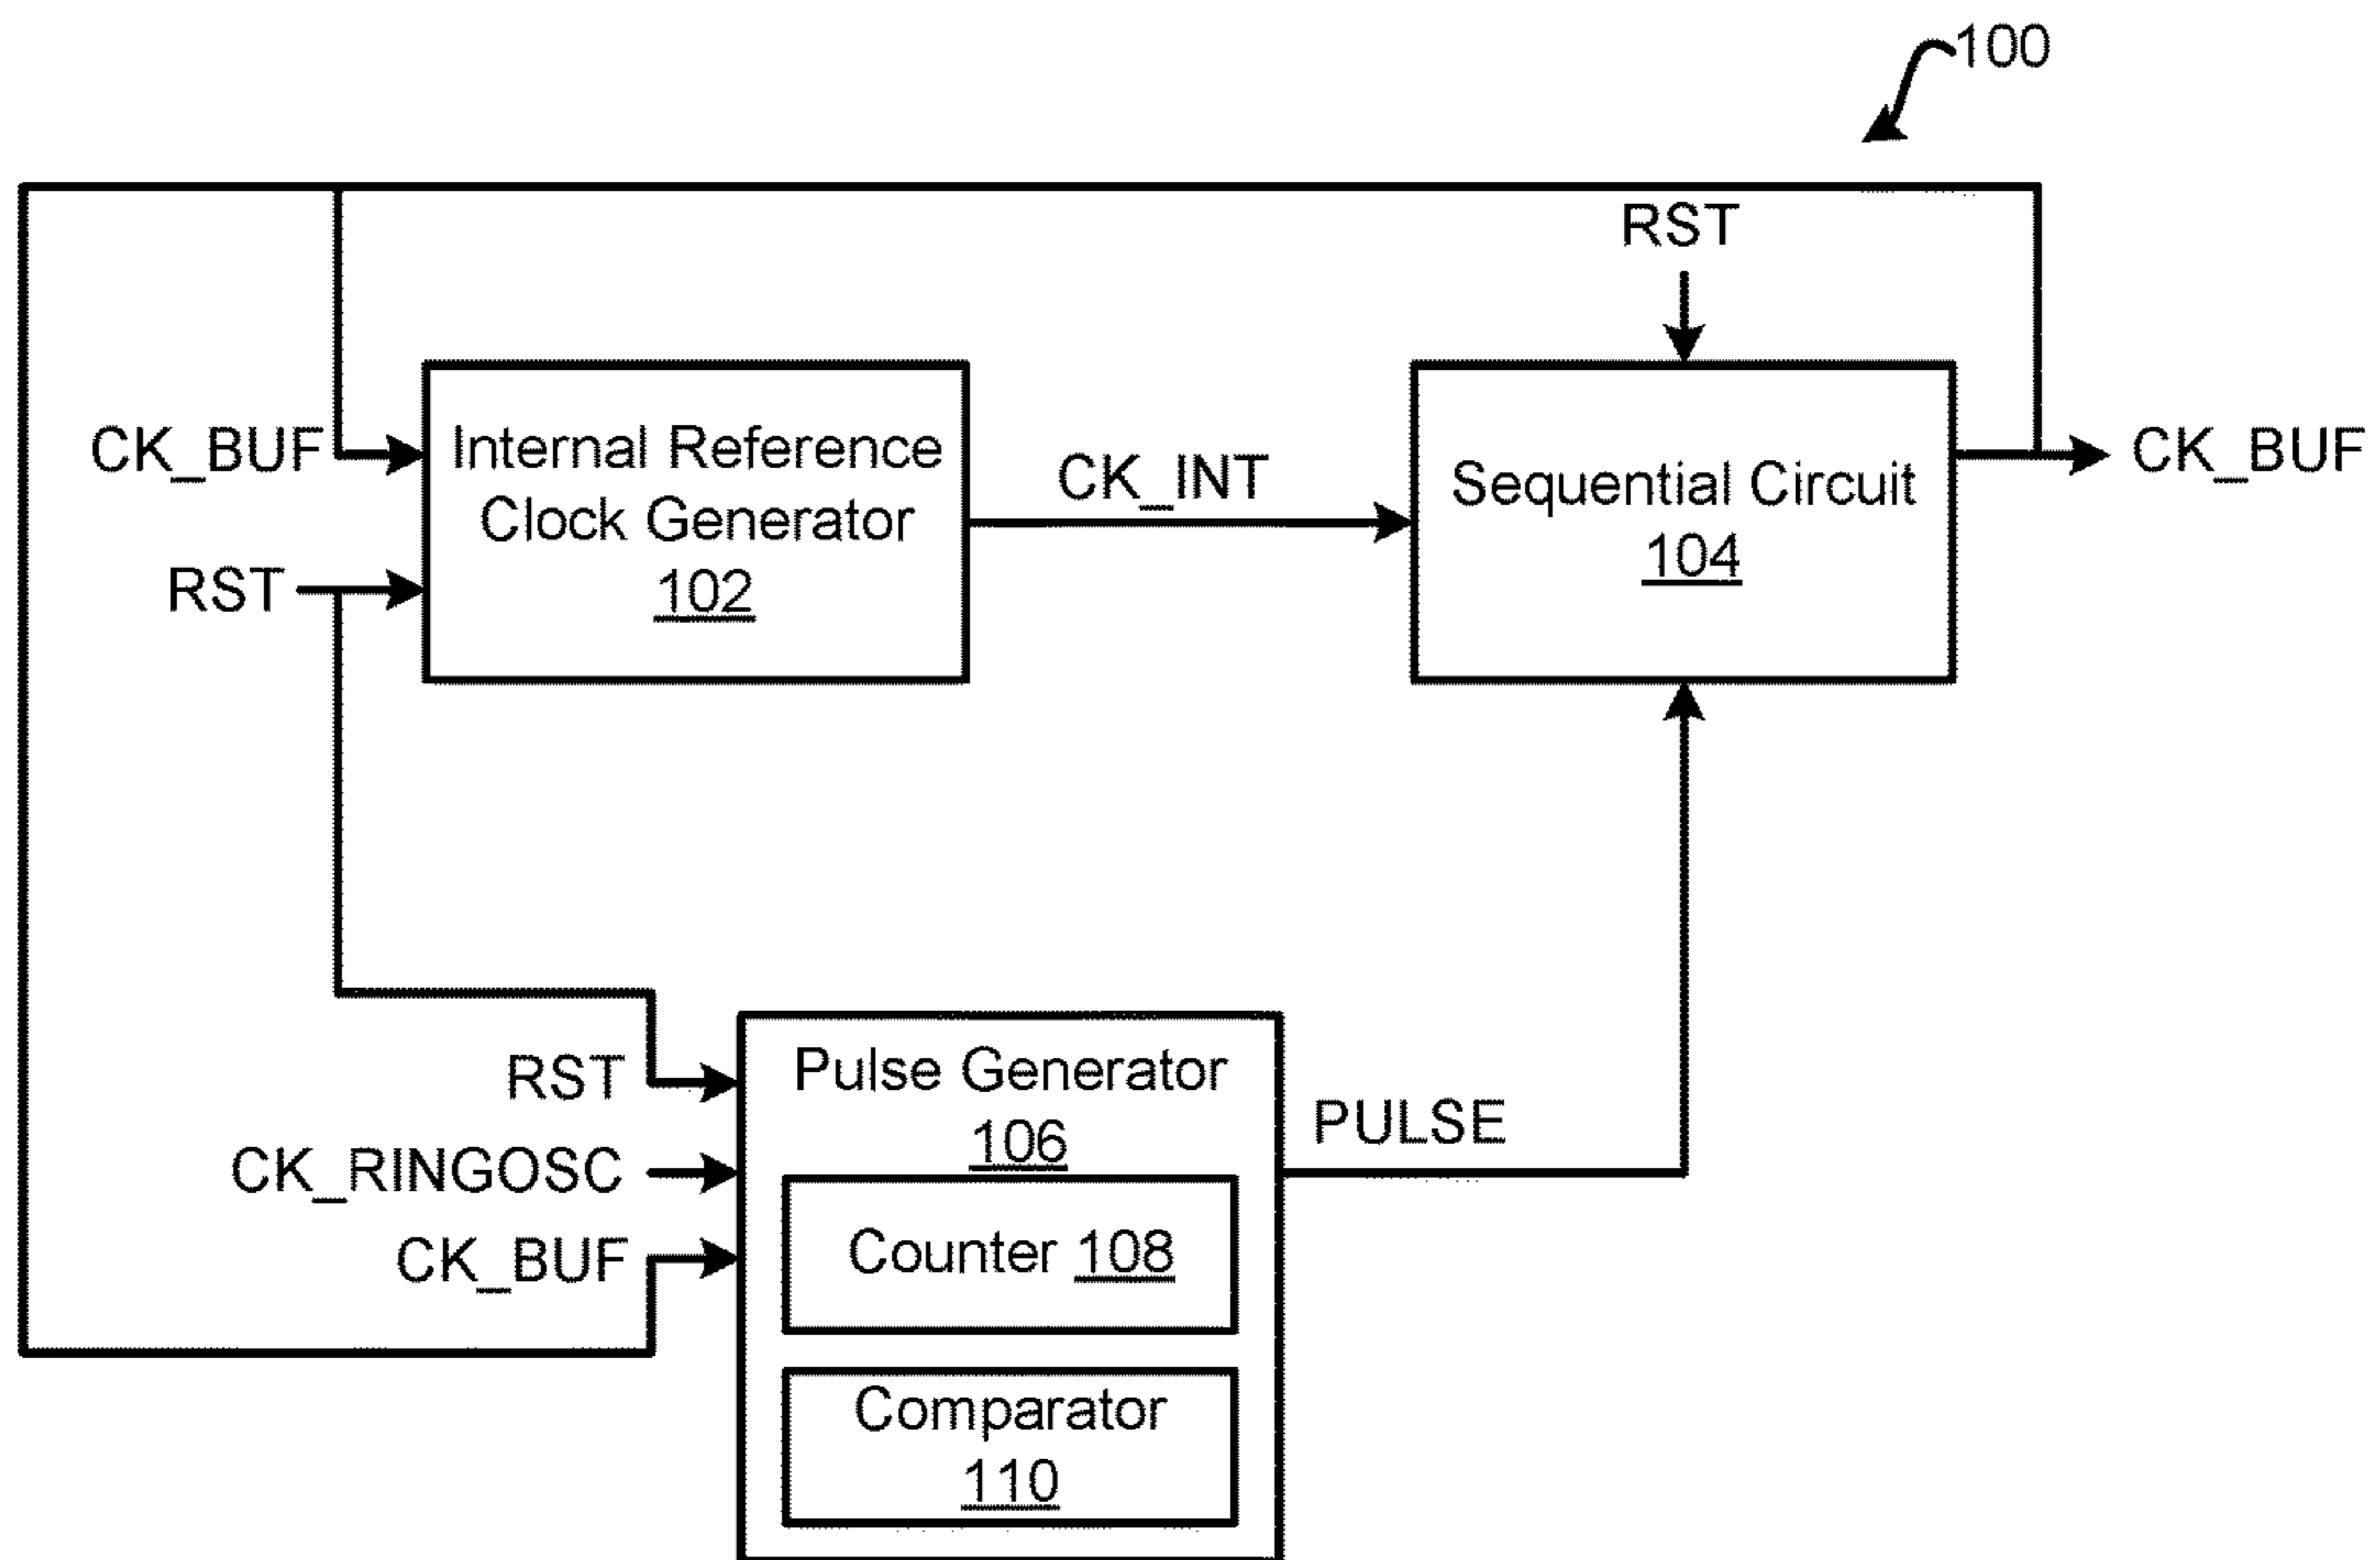 100
RST
CK_BUF
Internal Reference
Clock Generator
102
RST
CK_INT
Sequential Circuit
104
CK_BUF
RST
CK_RINGOSC
CK_BUF
Pulse Generator
106
Counter 108
Comparator
110
PULSE